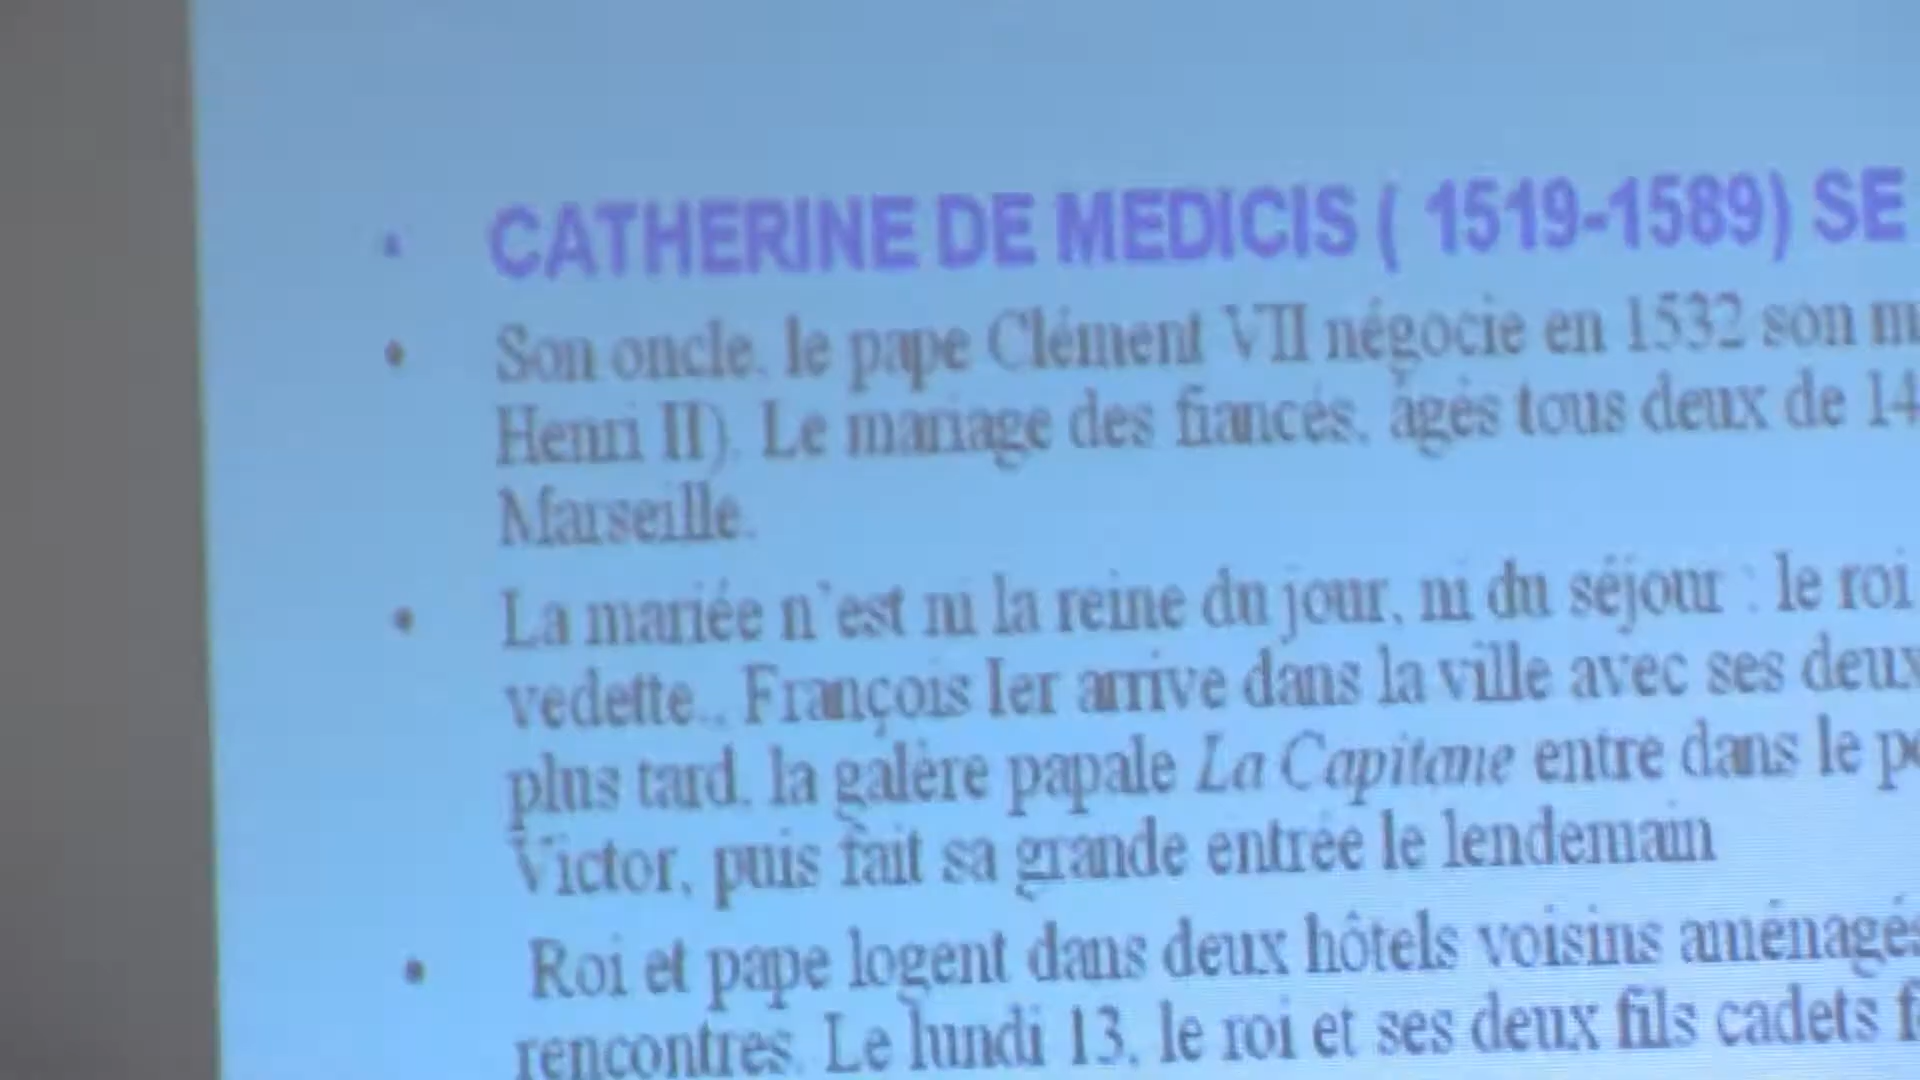 • CATHERINE DE MEDICIS ( 1519-1589) SE
• Son oncle, le pape Clément VII négocie en 1532 son
Henri II). Le mariage des fiancés, âgés tous deux de 14
Marseille.
• La mariée n'est ni la reine du jour, ni du séjour : le roi
vedette.. François Ier arrive dans la ville avec ses deux
plus tard, la galère papale La Capitane entre dans le
Victor, puis fait sa grande entrée le lendemain
• Roi et pape logent dans deux hôtels voisins aménagés
rencontres. Le lundi 13, le roi et ses deux fils cadets